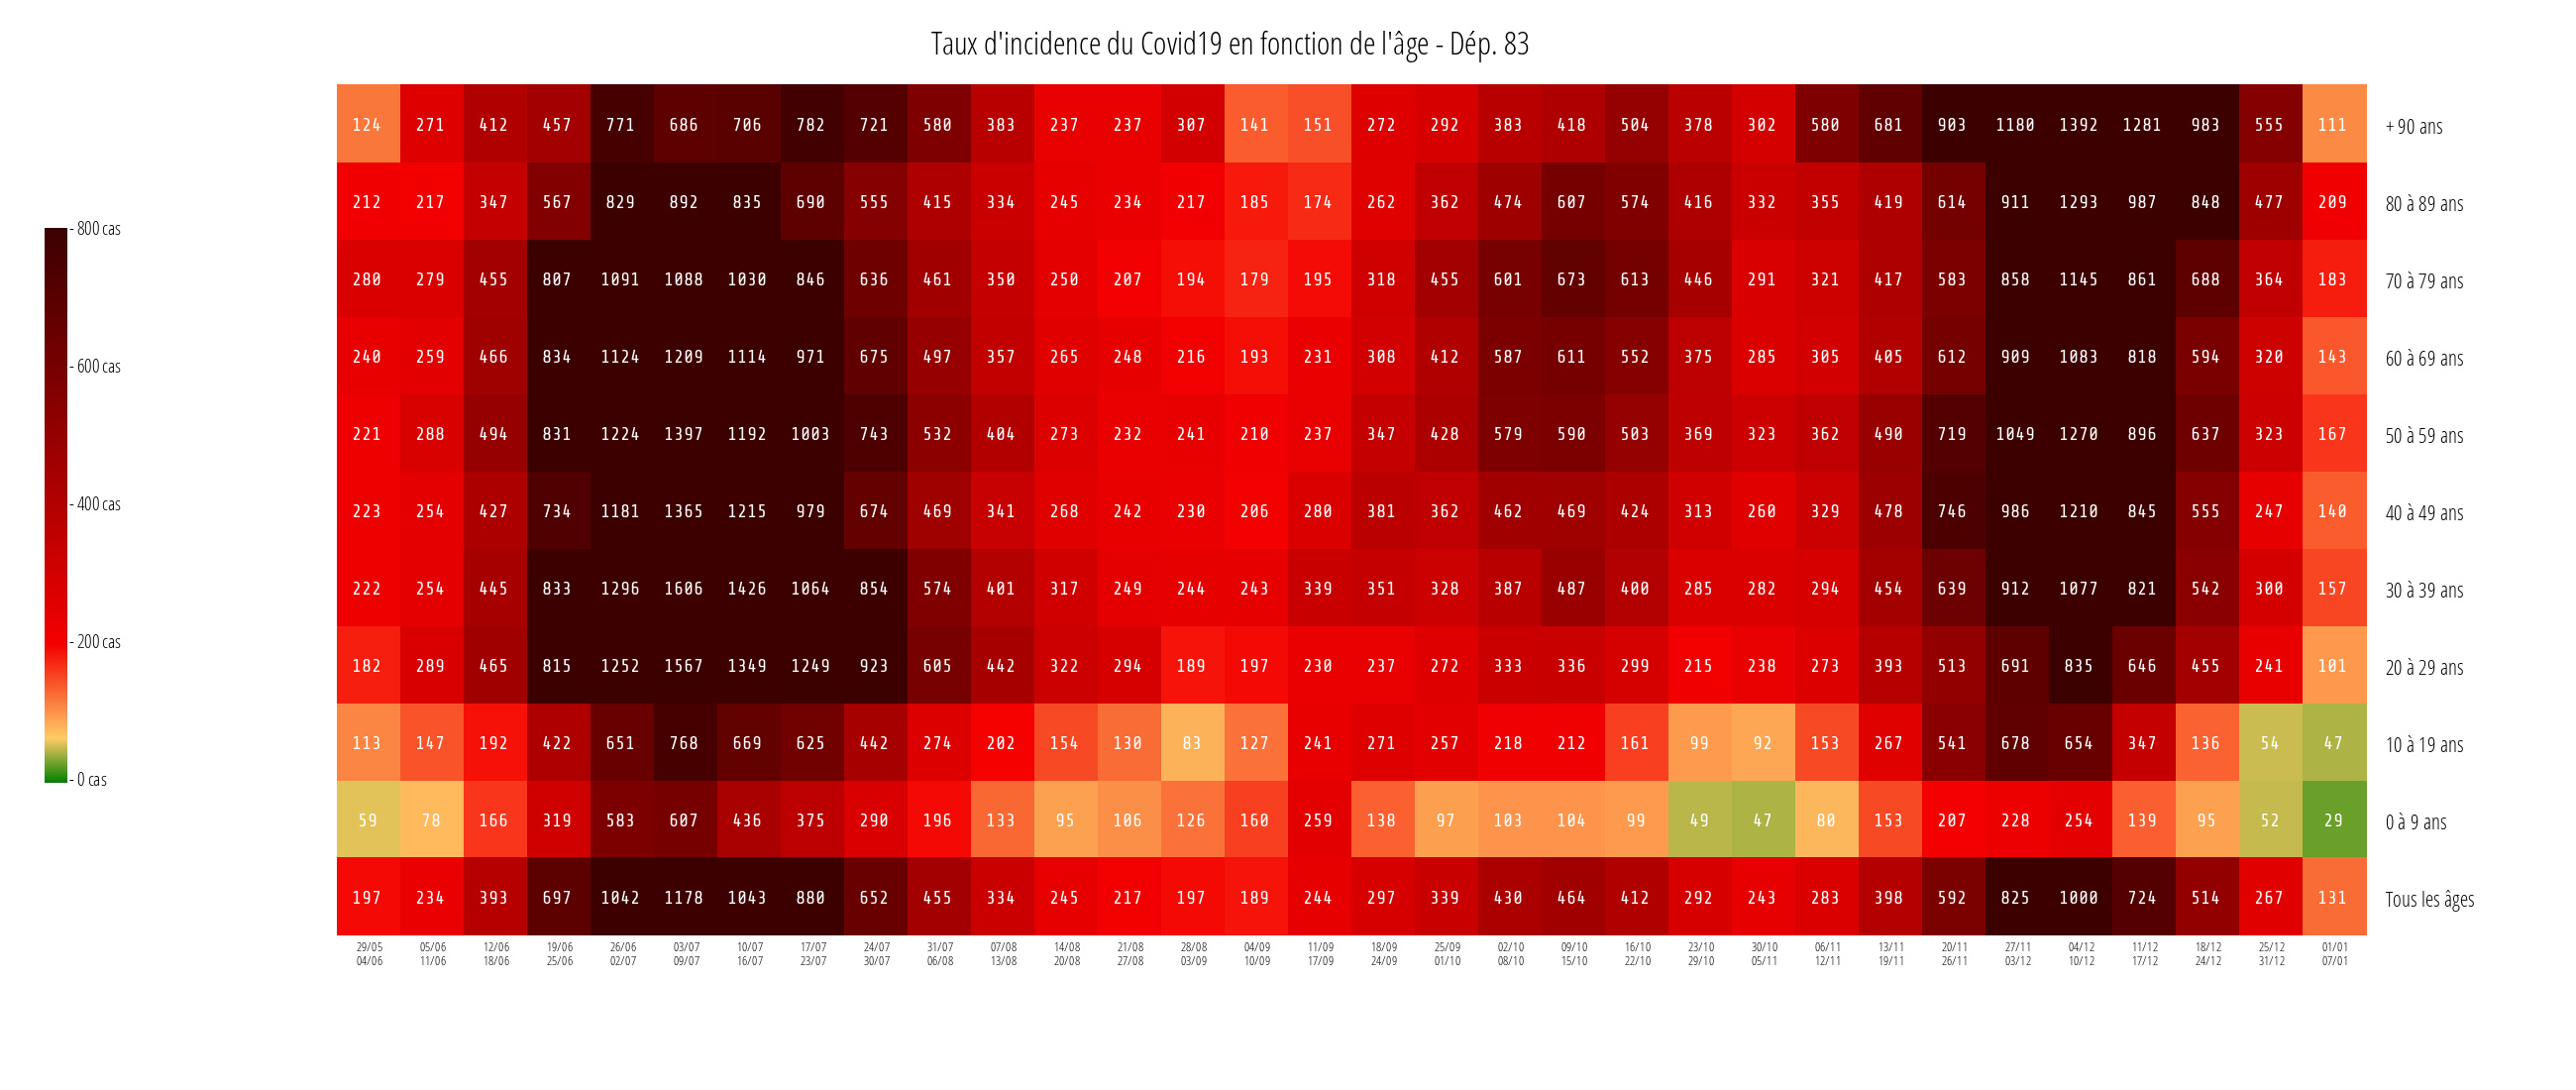 Taux d'incidence du Covid19 en fonction de l'âge - Dép. 83
- 800 cas
- 600 cas
- 400 cas
- 200 cas
- 0 cas
124 271 412 457 771 686 706 782 721 580 383 237 237 307 141 151 272 292 383 418 504 378 302 580 681 903 1180 1392 1281 983 555 111 + 90 ans
212 217 347 567 829 892 835 690 555 415 334 245 234 217 185 174 262 362 474 607 574 416 332 355 419 614 911 1293 987 848 477 209 80 à 89 ans
280 279 455 807 1091 1088 1030 846 636 461 350 250 207 194 179 195 318 455 601 673 613 446 291 321 417 583 858 1145 861 688 364 183 70 à 79 ans
240 259 466 834 1124 1209 1114 971 675 497 357 265 248 216 193 231 308 412 587 611 552 375 285 305 405 612 909 1083 818 594 320 143 60 à 69 ans
221 288 494 831 1224 1397 1192 1003 743 532 404 273 232 241 210 237 347 428 579 590 503 369 323 362 490 719 1049 1270 896 637 323 167 50 à 59 ans
223 254 427 734 1181 1365 1215 979 674 469 341 268 242 230 206 280 381 362 462 469 424 313 260 329 478 746 986 1210 845 555 247 140 40 à 49 ans
222 254 445 833 1296 1606 1426 1064 854 574 401 317 249 244 243 339 351 328 387 487 400 285 282 294 454 639 912 1077 821 542 300 157 30 à 39 ans
182 289 465 815 1252 1567 1349 1249 923 605 442 322 294 189 197 230 237 272 333 336 299 215 238 273 393 513 691 835 646 455 241 101 20 à 29 ans
113 147 192 422 651 768 669 625 442 274 202 154 130 83 127 241 271 257 218 212 161 99 92 153 267 541 678 654 347 136 54 47 10 à 19 ans
59 78 166 319 583 607 436 375 290 196 133 95 106 126 160 259 138 97 103 104 99 49 47 80 153 207 228 254 139 95 52 29 0 à 9 ans
197 234 393 697 1042 1178 1043 880 652 455 334 245 217 197 189 244 297 339 430 464 412 292 243 283 398 592 825 1000 724 514 267 131 Tous les âges
29/05 05/06 12/06 19/06 26/06 03/07 10/07 17/07 24/07 31/07 07/08 14/08 21/08 28/08 04/09 11/09 18/09 25/09 02/10 09/10 16/10 23/10 30/10 06/11 13/11 20/11 27/11 04/12 11/12 18/12 25/12 01/01
04/06 11/06 18/06 25/06 02/07 09/07 16/07 23/07 30/07 06/08 13/08 20/08 27/08 03/09 10/09 17/09 24/09 01/10 08/10 15/10 22/10 29/10 05/11 12/11 19/11 26/11 03/12 10/12 17/12 24/12 31/12 07/01